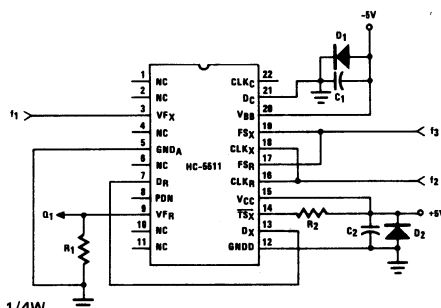 -5V
D1
C1
1 NC CLKC 22
2 NC DC 21
f1 3 VFX VBB 20
4 NC FSX 19 f3
5 GNDA CLKX 18
6 NC HC-5511 FSR 17
7 DR CLKR 16 f2
8 PDN VCC 15
Q1 9 VFR TSX 14 R2 +5V
10 NC DX 13 C2 D2
11 NC GNDD 12
R1
1/4W